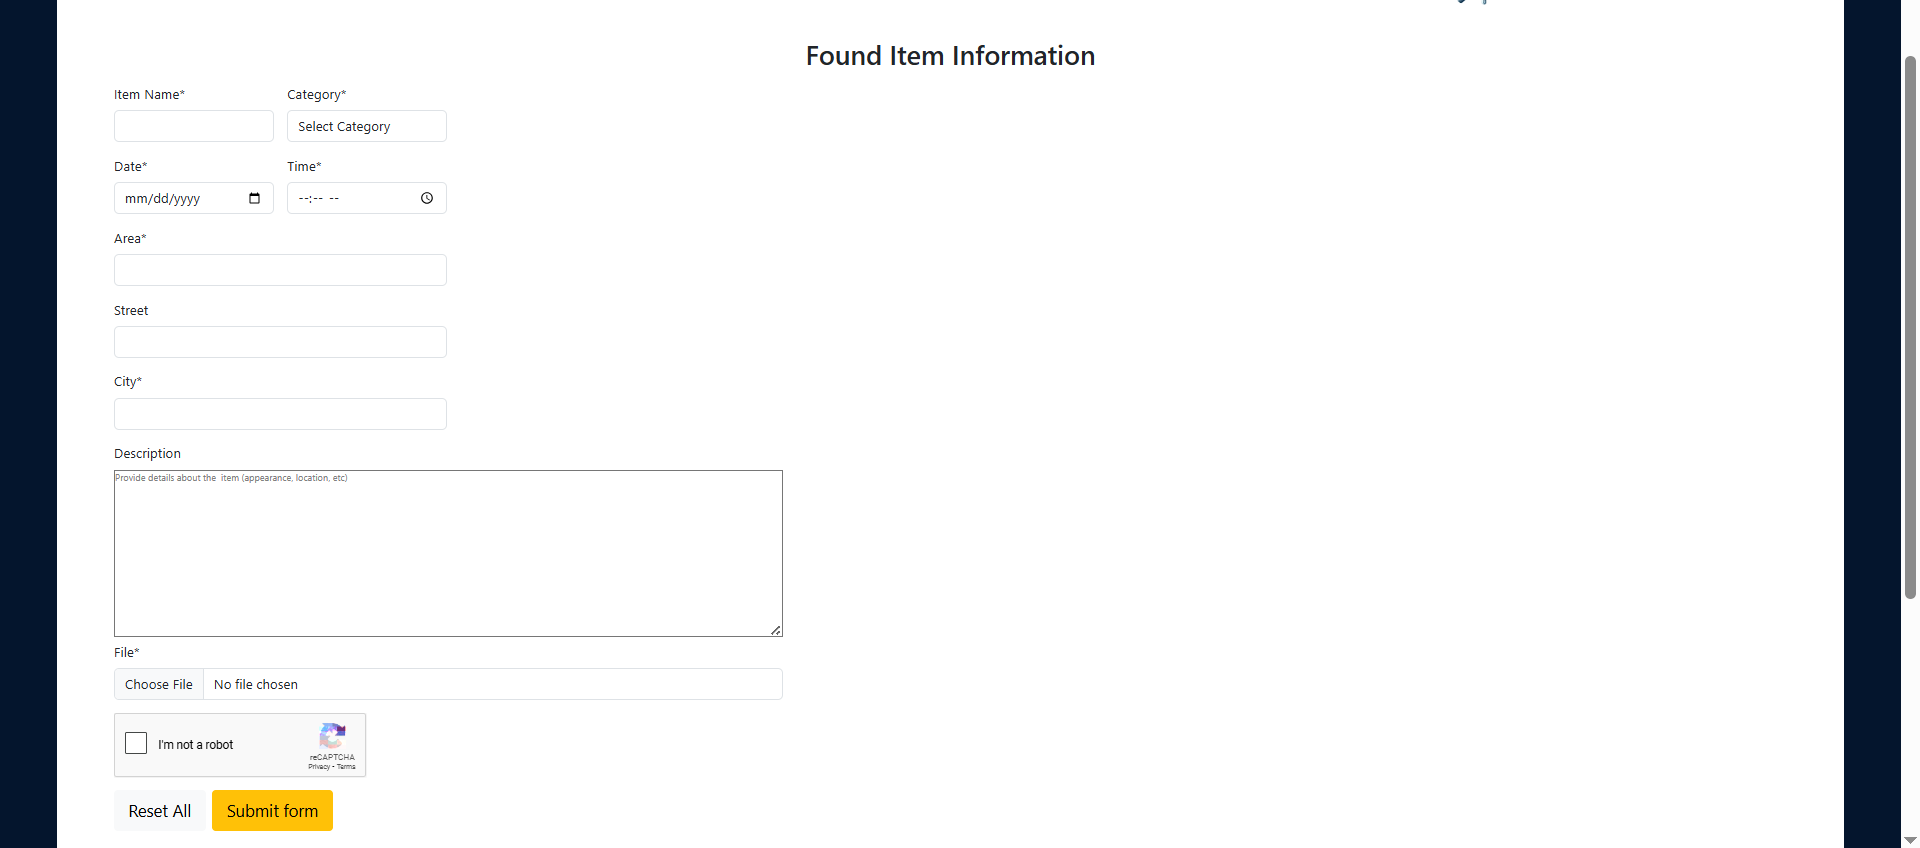 Found Item Information
Item Name* Category*
Select Category
Date* Time*
mm/dd/yyyy --:-- --
Area*
Street
City*
Description
Provide details about the  item (appearance, location, etc)
File*
Choose File No file chosen
I'm not a robot
reCAPTCHA
Privacy - Terms
Reset All Submit form